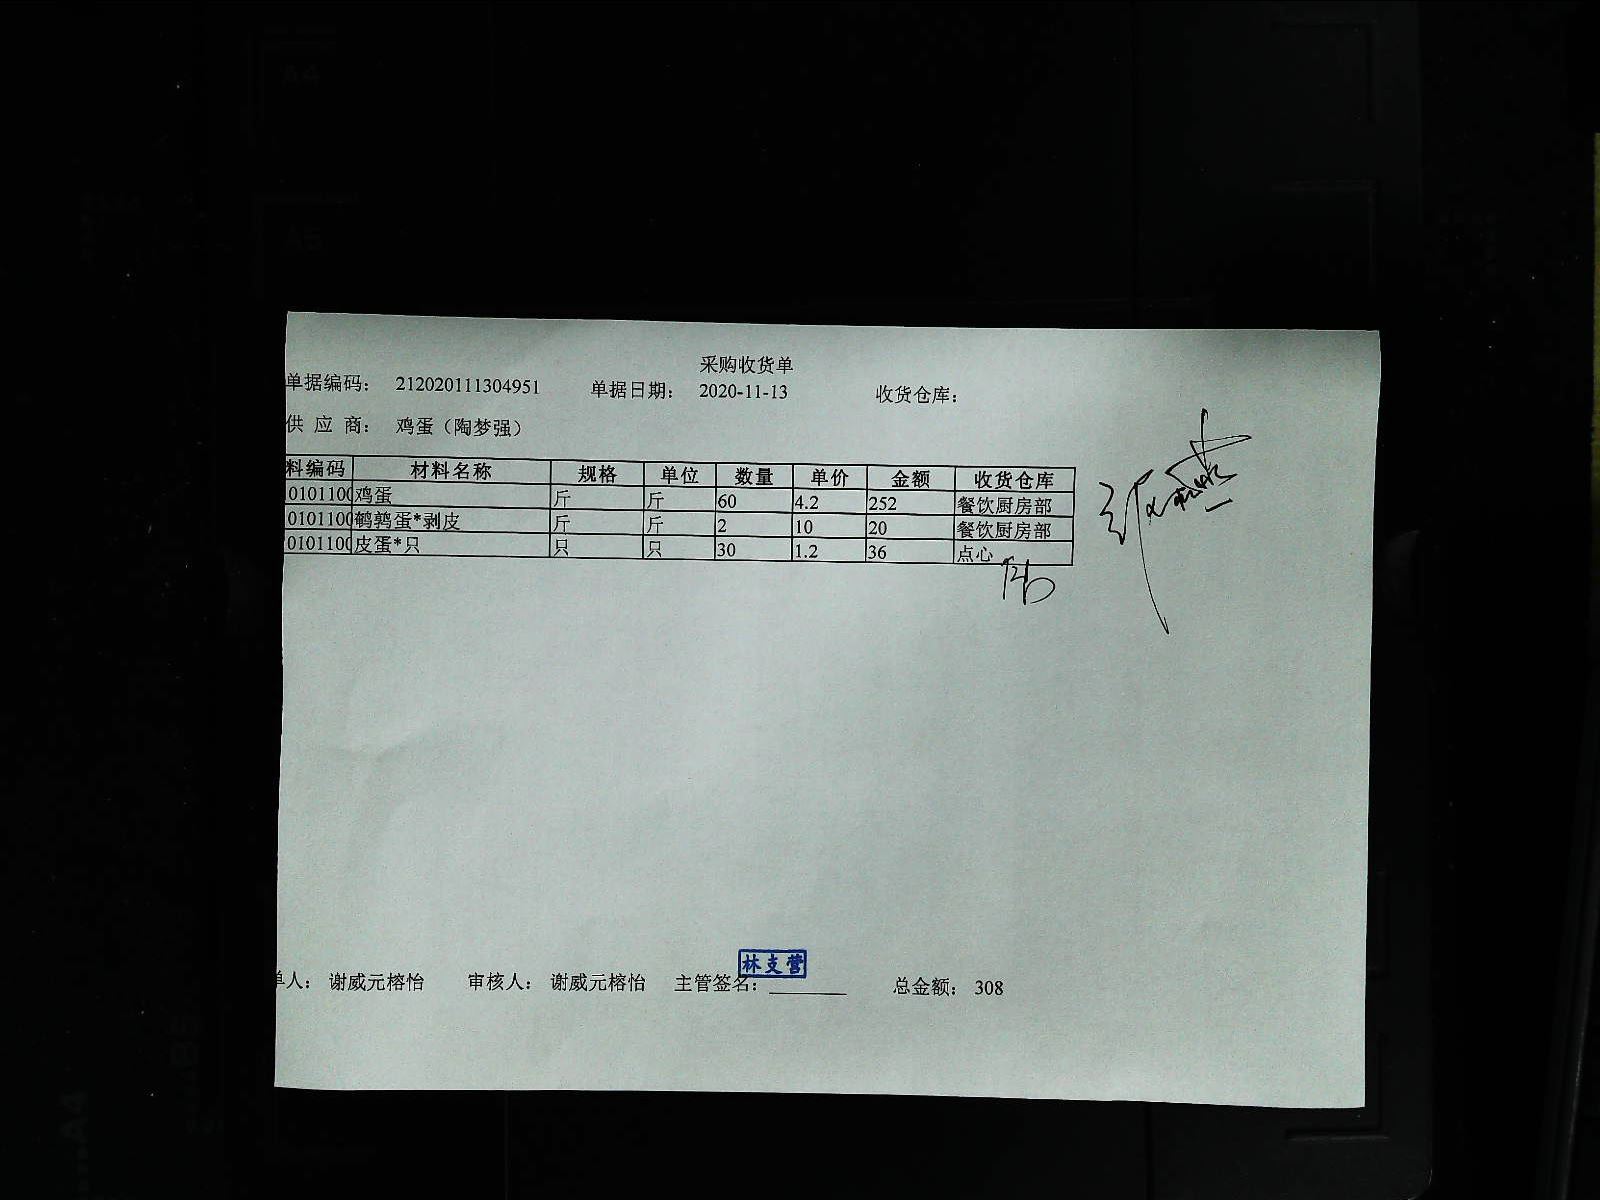 采购收货单
单据编码： 212020111304951 单据日期： 2020-11-13 收货仓库：
供 应 商： 鸡蛋（陶梦强）
料编码 材料名称 规格 单位 数量 单价 金额 收货仓库
0101100 鸡蛋 斤 斤 60 4.2 252 餐饮厨房部
0101100 鹌鹑蛋*剥皮 斤 斤 2 10 20 餐饮厨房部
0101100 皮蛋*只 只 只 30 1.2 36 点心
林支营
单人： 谢威元榕怡 审核人： 谢威元榕怡 主管签名： 总金额： 308
A4
A5